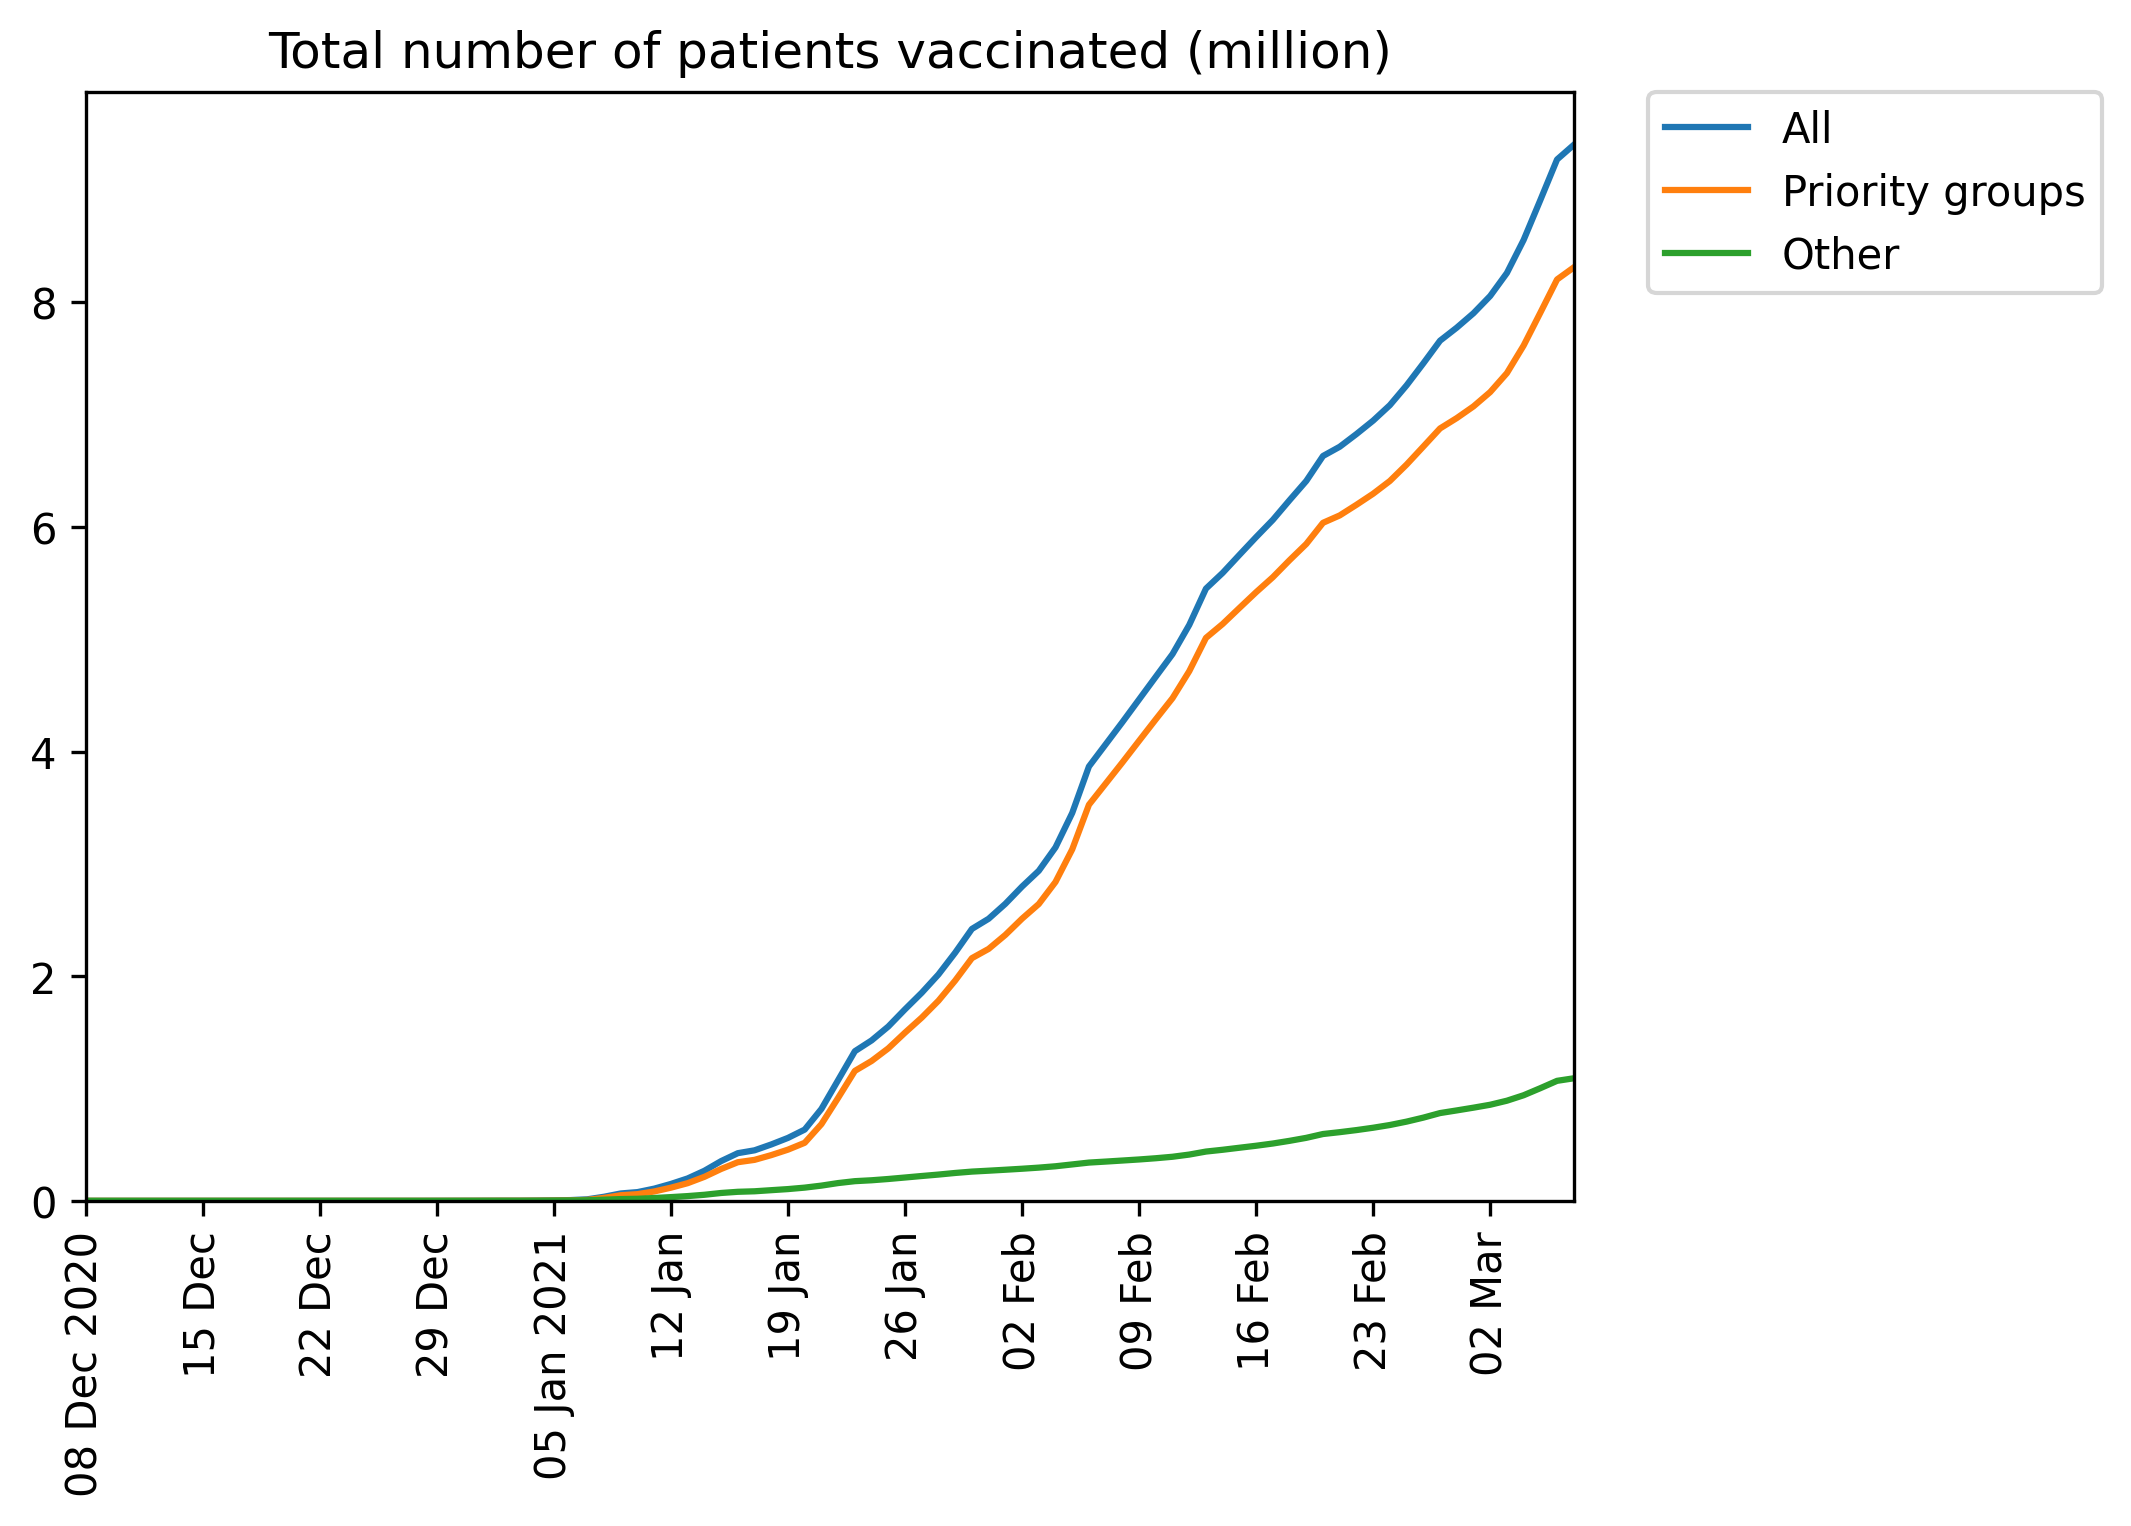 Total number of patients vaccinated (million)
All
Priority groups
Other
8
6
4
2
0
08 Dec 2020
15 Dec
22 Dec
29 Dec
05 Jan 2021
12 Jan
19 Jan
26 Jan
02 Feb
09 Feb
16 Feb
23 Feb
02 Mar